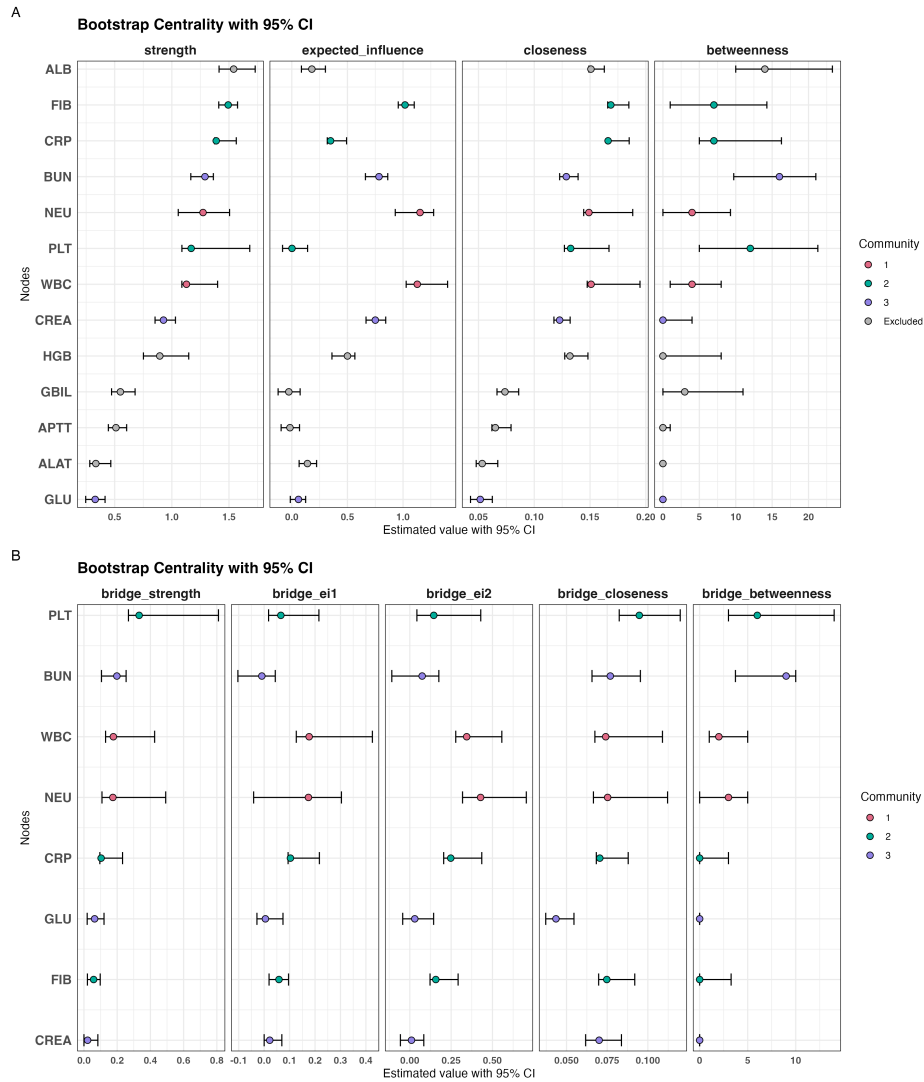 A
Bootstrap Centrality with 95% CI
strength expected_influence closeness betweenness
ALB
FIB
CRP
BUN
NEU
PLT
WBC
CREA
HGB
GBIL
APTT
ALAT
GLU
Nodes
0.5 1.0 1.5 0.0 0.5 1.0 0.05 0.10 0.15 0.20 0 5 10 15 20
Estimated value with 95% CI
Community
1
2
3
Excluded
B
Bootstrap Centrality with 95% CI
bridge_strength bridge_ei1 bridge_ei2 bridge_closeness bridge_betweenness
PLT
BUN
WBC
NEU
CRP
GLU
FIB
CREA
Nodes
0.0 0.2 0.4 0.6 0.8 -0.1 0.0 0.1 0.2 0.3 0.4 0.00 0.25 0.50 0.050 0.075 0.100 0 5 10
Estimated value with 95% CI
Community
1
2
3